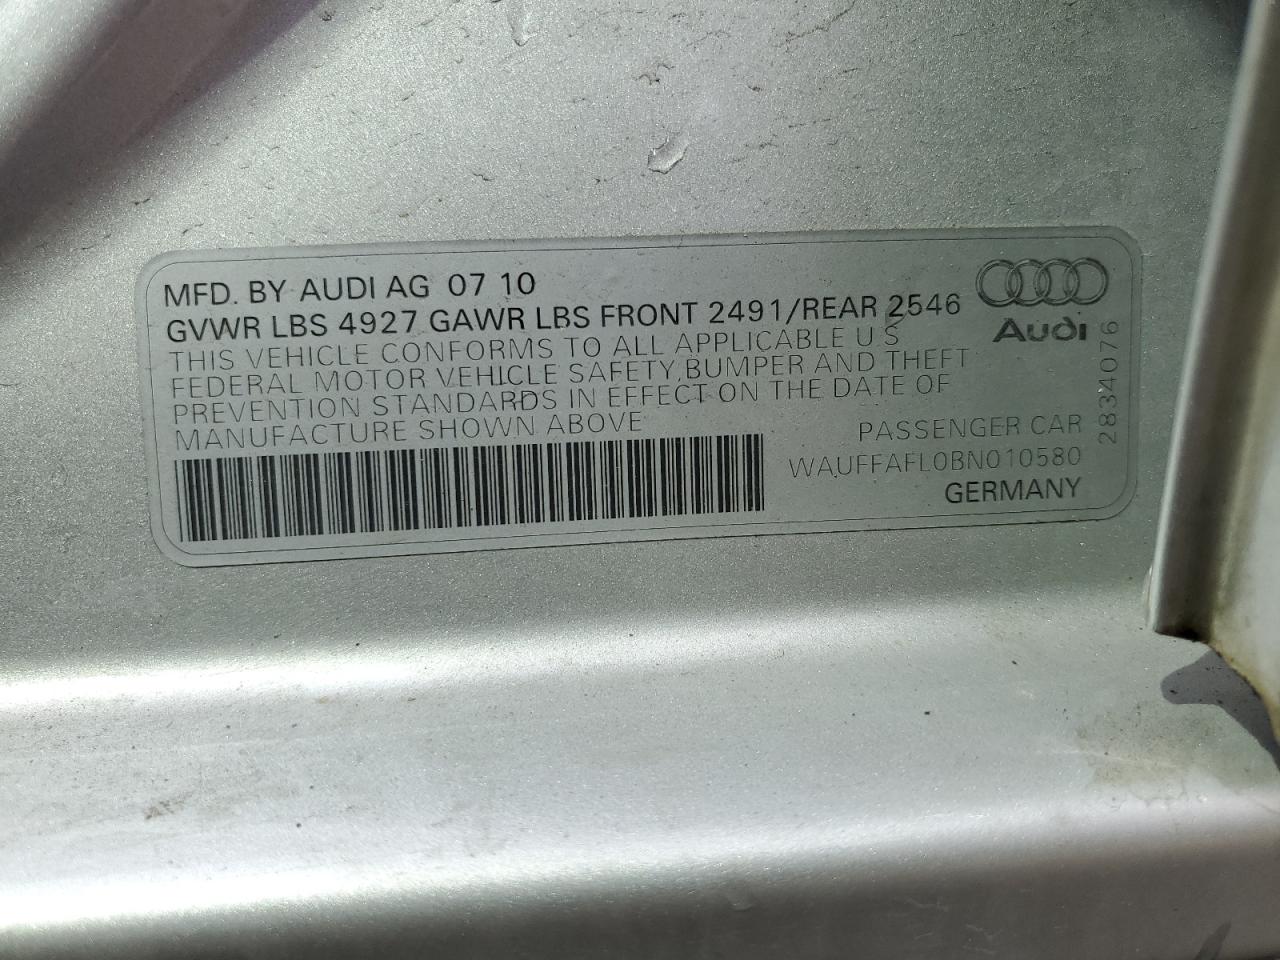 MFD. BY AUDI AG 07 10
GVWR LBS 4927 GAWR LBS FRONT 2491/REAR 2546
THIS VEHICLE CONFORMS TO ALL APPLICABLE U S
FEDERAL MOTOR VEHICLE SAFETY, BUMPER AND THEFT
PREVENTION STANDARDS IN EFFECT ON THE DATE OF
MANUFACTURE SHOWN ABOVE
Audi
PASSENGER CAR
WAUFFAFL0BN010580
GERMANY
2834076